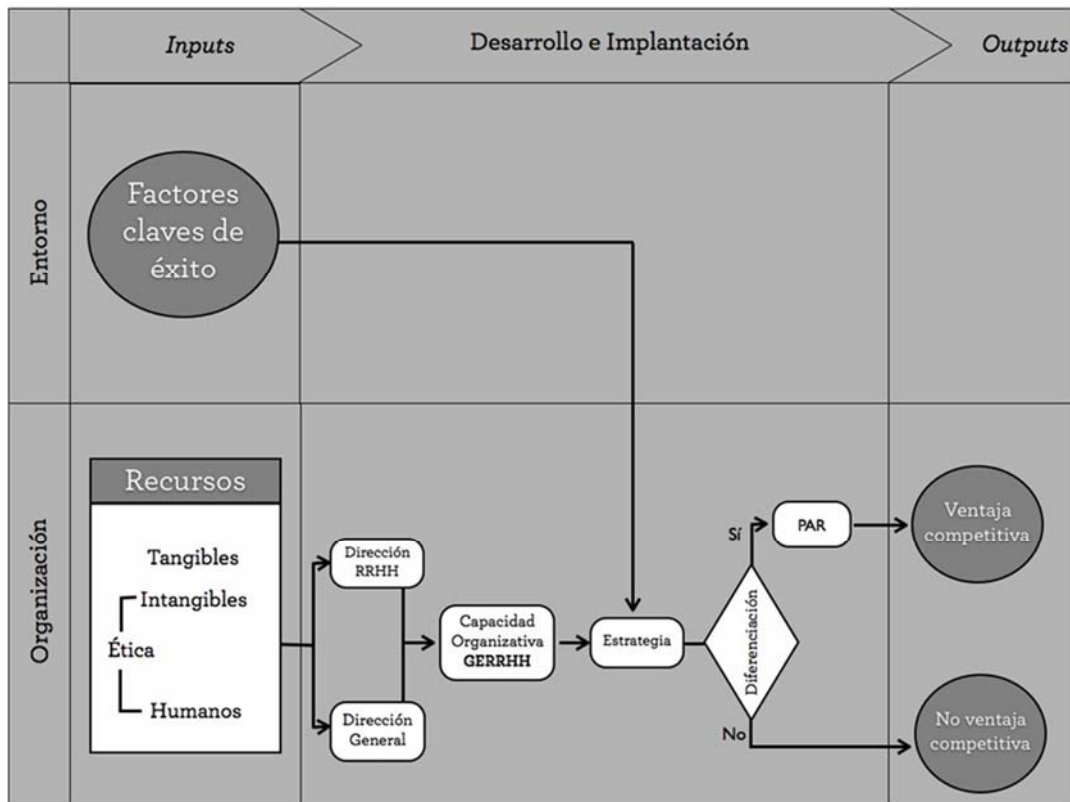 Inputs
Desarrollo e Implantación
Outputs
Entorno
Factores
claves de
éxito
Organización
Recursos
Tangibles
Intangibles
Ética
Humanos
Dirección
RRHH
Dirección
General
Capacidad
Organizativa
GERRHH
Estrategia
Diferenciación
Sí
No
PAR
Ventaja
competitiva
No ventaja
competitiva